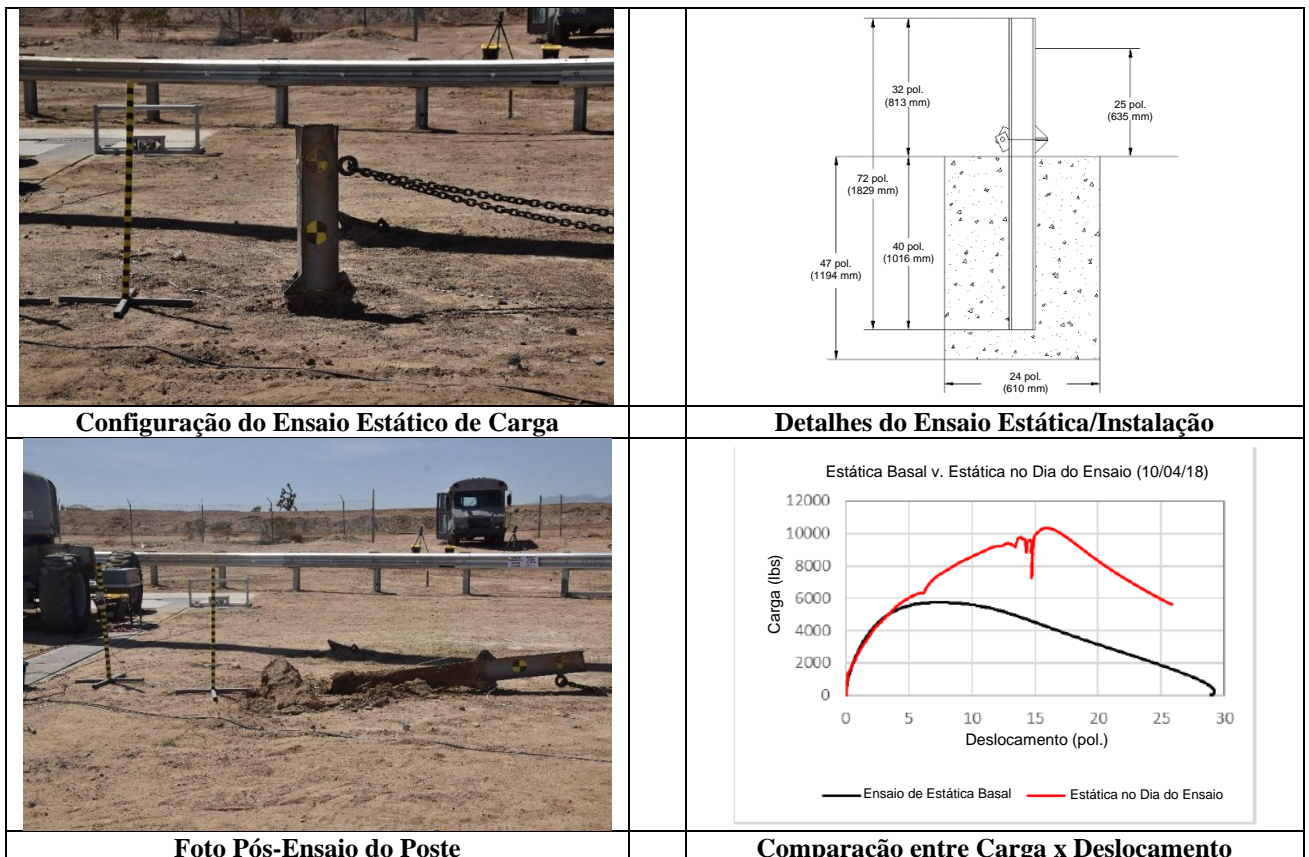 32 pol.
(813 mm)
25 pol.
(635 mm)
72 pol.
(1829 mm)
40 pol.
(1016 mm)
47 pol.
(1194 mm)
24 pol.
(610 mm)
Configuração do Ensaio Estático de Carga
Detalhes do Ensaio Estática/Instalação
Estática Basal v. Estática no Dia do Ensaio (10/04/18)
12000
10000
8000
6000
4000
2000
0
Carga (lbs)
0 5 10 15 20 25 30
Deslocamento (pol.)
Ensaio de Estática Basal
Estática no Dia do Ensaio
Foto Pós-Ensaio do Poste
Comparação entre Carga x Deslocamento